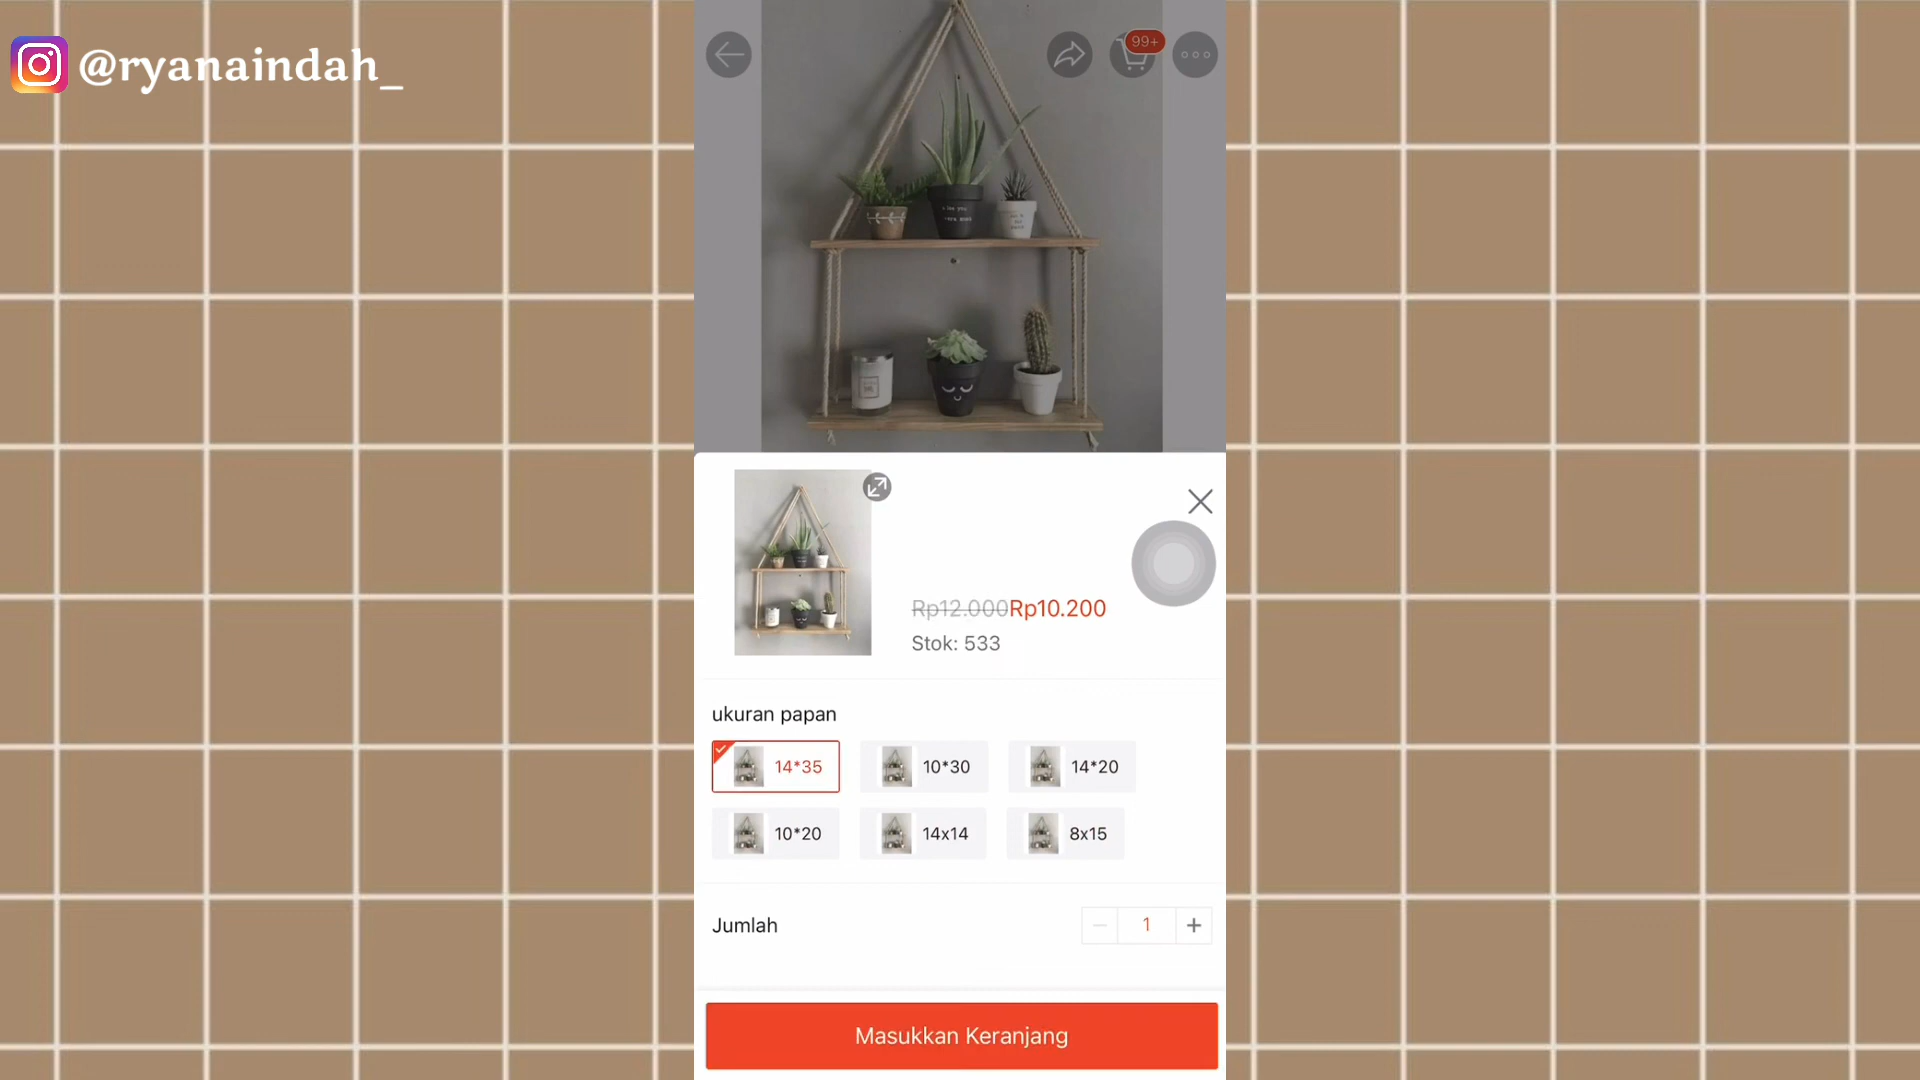 @ryanaindah_
99+
Rp12.000Rp10.200
Stok: 533
ukuran papan
14*35
10*30
14*20
10*20
14x14
8x15
Jumlah
1
Masukkan Keranjang